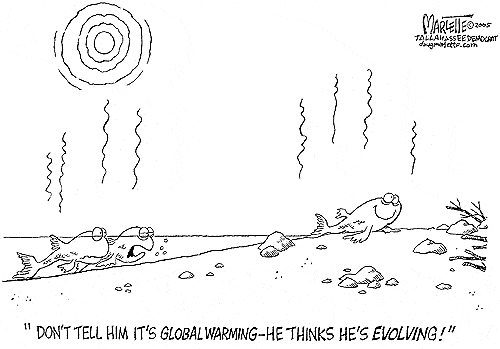 MARLETTE ©2005
TALLAHASSEE DEMOCRAT
dougmarlette.com
"DON'T TELL HIM IT'S GLOBAL WARMING-HE THINKS HE'S EVOLVING!"